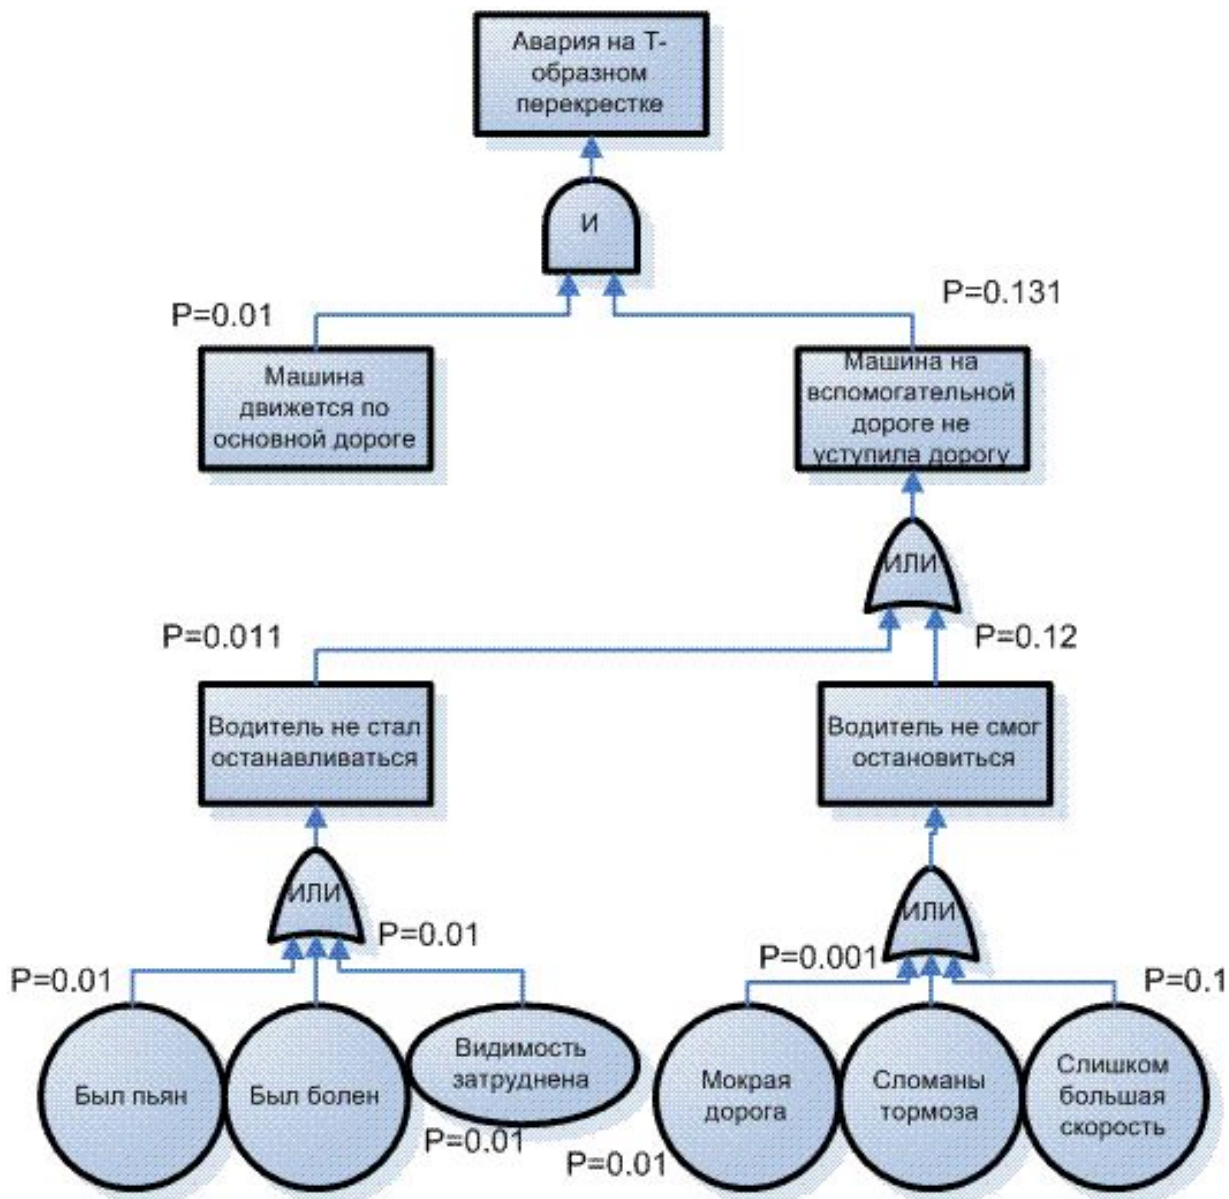 Авария на Т-
образном
перекрестке
И
P=0.01
P=0.131
Машина
движется по
основной дороге
Машина на
вспомогательной
дороге не
уступила дорогу
ИЛИ
P=0.011
P=0.12
Водитель не стал
останавливаться
Водитель не смог
остановиться
ИЛИ
ИЛИ
P=0.01
P=0.01
P=0.001
P=0.1
Был пьян
Был болен
Видимость
затруднена
Мокрая
дорога
Сломаны
тормоза
Слишком
большая
скорость
P=0.01
P=0.01